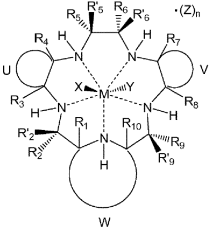 R'5 R6
R5 R'6 •(Z)n
R4 H H R7
N N
U V
X M Y
R3 N N R8
H H
R'2 R1 N R10 R9
R2 H R'9
W